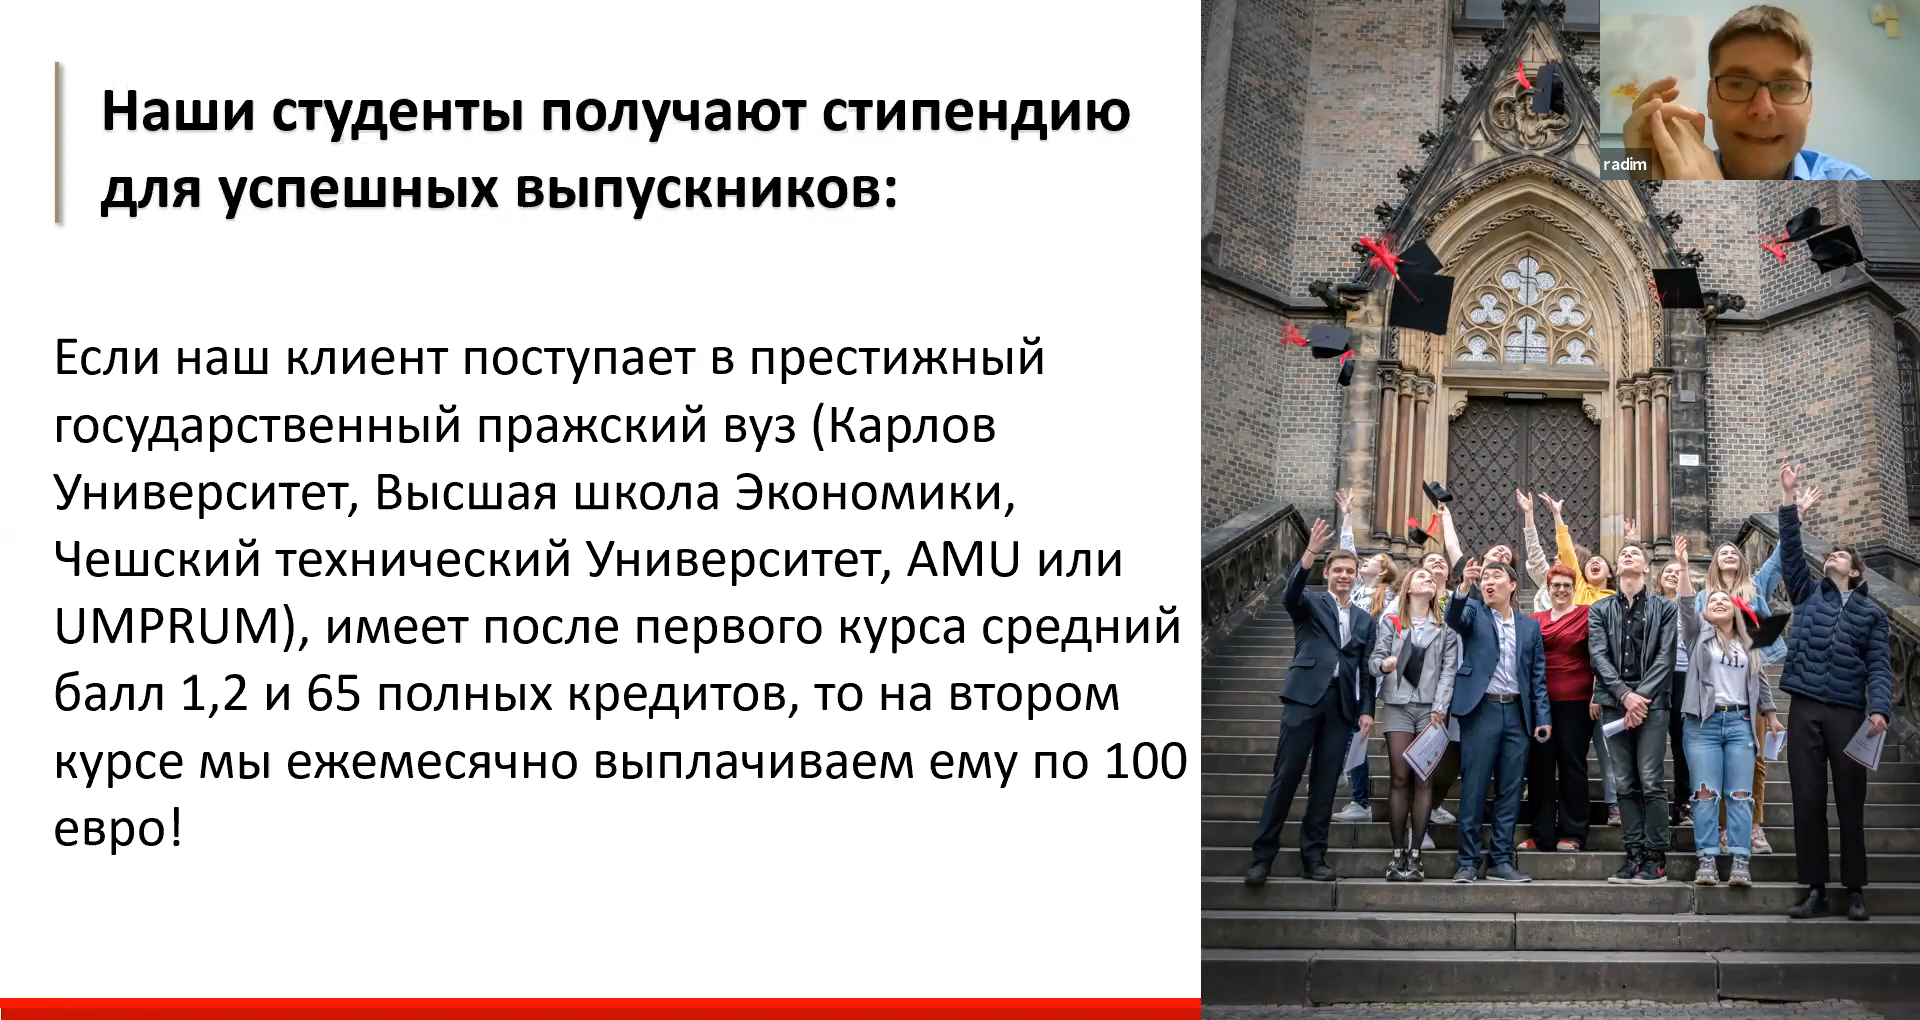 Наши студенты получают стипендию
для успешных выпускников:
Если наш клиент поступает в престижный
государственный пражский вуз (Карлов
Университет, Высшая школа Экономики,
Чешский технический Университет, AMU или
UMPRUM), имеет после первого курса средний
балл 1,2 и 65 полных кредитов, то на втором
курсе мы ежемесячно выплачиваем ему по 100
евро!
radim